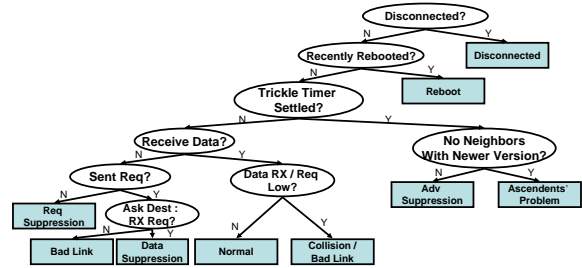 Disconnected?
N
Y
Recently Rebooted?
Disconnected
N
Y
Trickle Timer
Settled?
Reboot
N
Y
Receive Data?
No Neighbors
With Newer Version?
N
Y
N
Y
Sent Req?
Data RX / Req
Low?
Adv
Suppression
Ascendents`
Problem
N
Y
Req
Suppression
Ask Dest :
RX Req?
N
Y
N
Y
Bad Link
Data
Suppression
Normal
Collision /
Bad Link